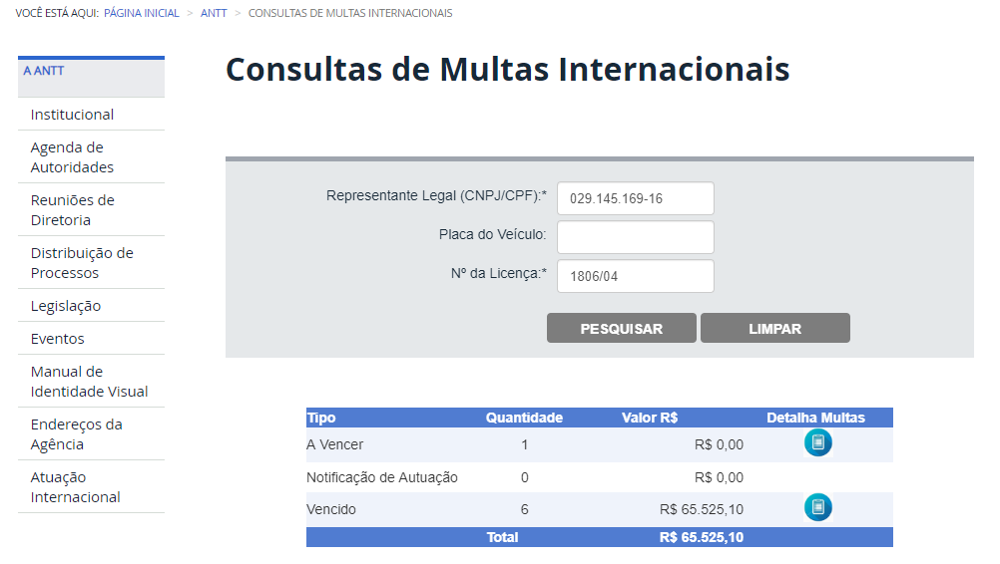 VOCÊ ESTÁ AQUI: PÁGINA INICIAL > ANTT > CONSULTAS DE MULTAS INTERNACIONAIS
A ANTT
Institucional
Agenda de
Autoridades
Reuniões de
Diretoria
Distribuição de
Processos
Legislação
Eventos
Manual de
Identidade Visual
Endereços da
Agência
Atuação
Internacional
Consultas de Multas Internacionais
Representante Legal (CNPJ/CPF):* 029.145.169-16
Placa do Veículo:
Nº da Licença:* 1806/04
PESQUISAR LIMPAR
Tipo Quantidade Valor R$ Detalha Multas
A Vencer 1 R$ 0,00
Notificação de Autuação 0 R$ 0,00
Vencido 6 R$ 65.525,10
Total R$ 65.525,10